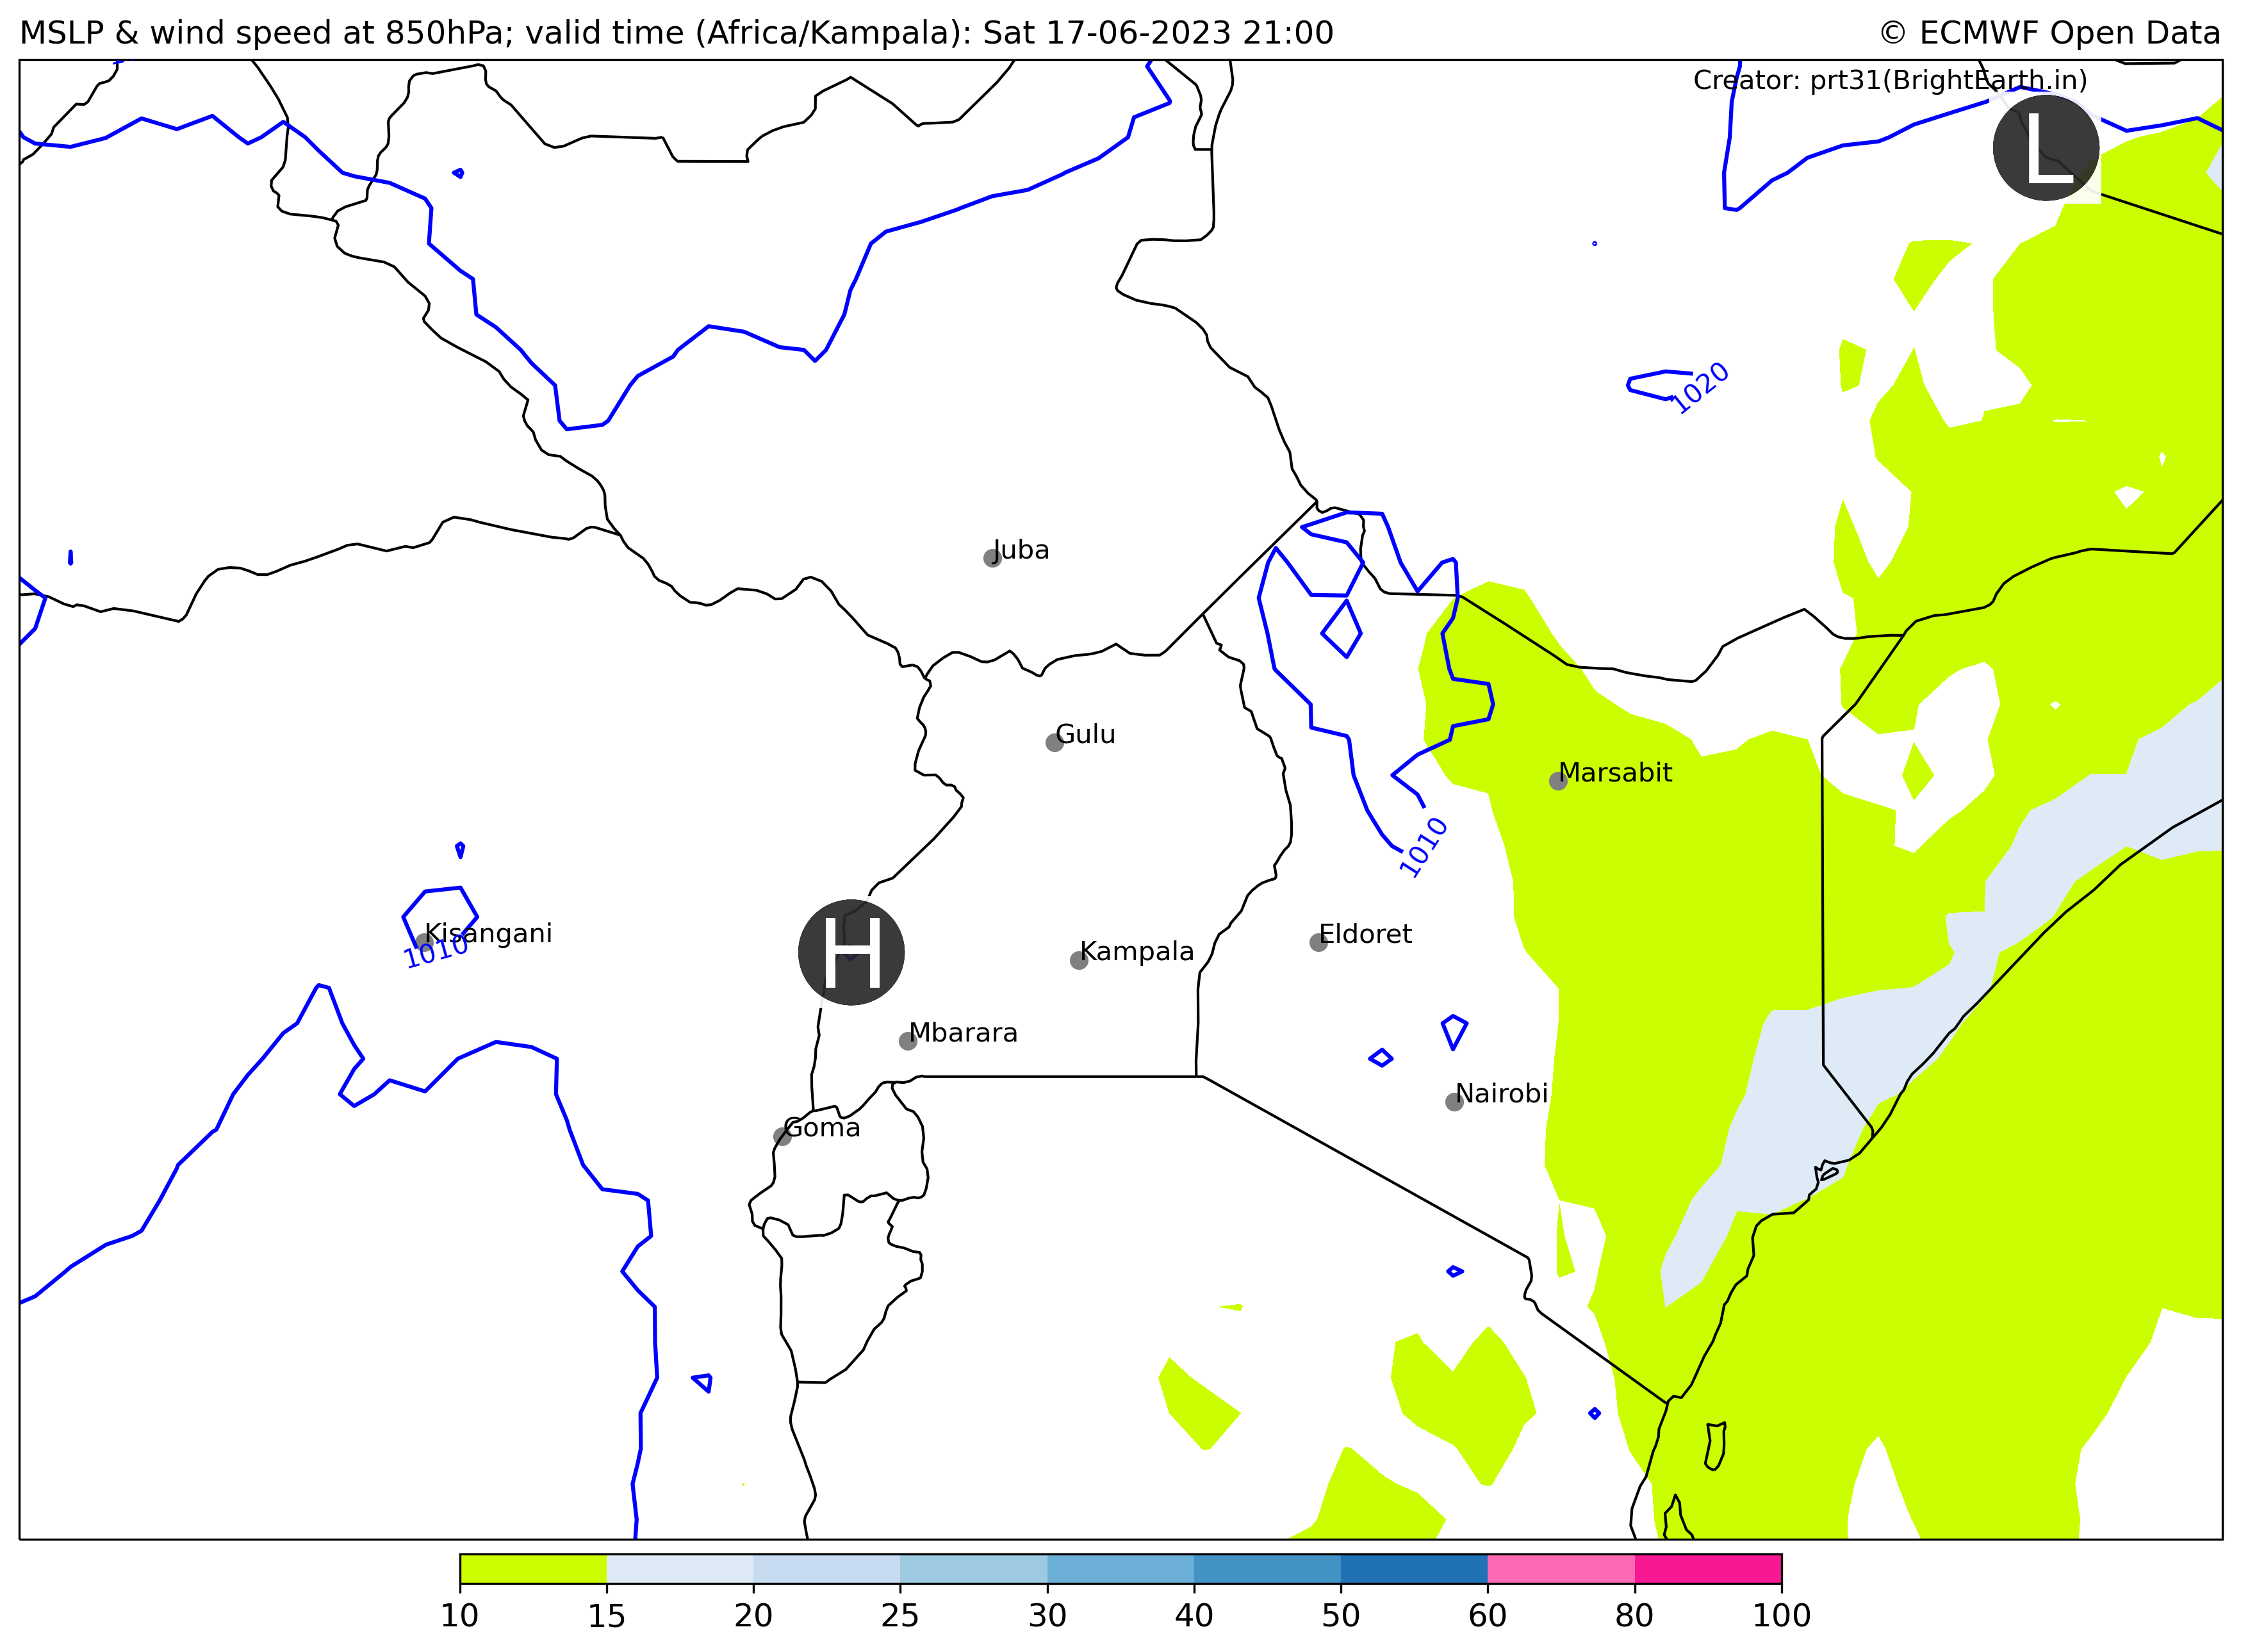 MSLP & wind speed at 850hPa; valid time (Africa/Kampala): Sat 17-06-2023 21:00
© ECMWF Open Data
Creator: prt31(BrightEarth.in)
L
1020
Juba
Gulu
Marsabit
1010
Kisangani
1010
Eldoret
H
Kampala
Mbarara
Nairobi
Goma
10 15 20 25 30 40 50 60 80 100